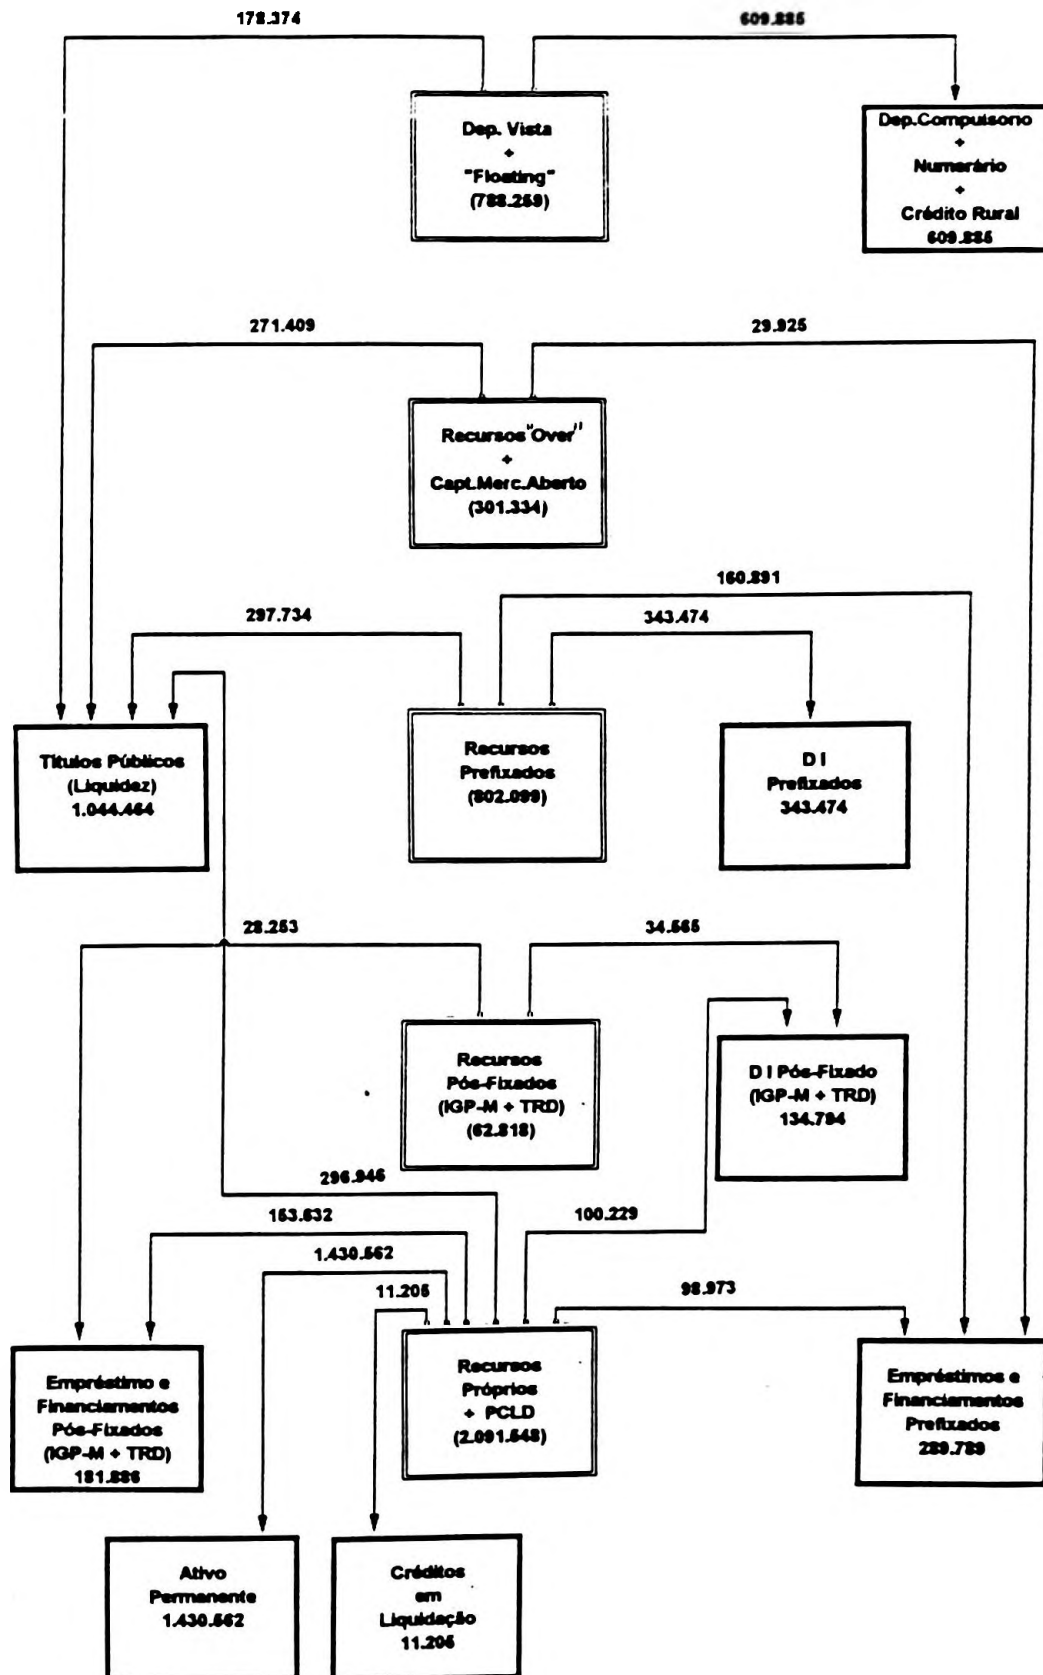 178.374
609.885
Dep. Vista
+
"Floating"
(788.259)
Dep.Compulsorio
+
Numerário
+
Crédito Rural
609.885
271.409
29.925
Recursos "Over"
+
Capt.Merc.Aberto
(301.334)
160.891
297.734
343.474
Titulos Públicos
(Liquidez)
1.044.464
Recursos
Prefixados
(802.099)
D I
Prefixados
343.474
28.253
34.565
Recursos
Pós-Fixados
(IGP-M + TRD)
(62.818)
D I Pós-Fixado
(IGP-M + TRD)
134.794
296.946
153.632
100.229
1.430.562
11.205
98.973
Empréstimo e
Financiamentos
Pós-Fixados
(IGP-M + TRD)
181.886
Recursos
Próprios
+ PCLD
(2.091.548)
Empréstimos e
Financiamentos
Prefixados
289.789
Ativo
Permanente
1.430.562
Créditos
em
Liquidação
11.205